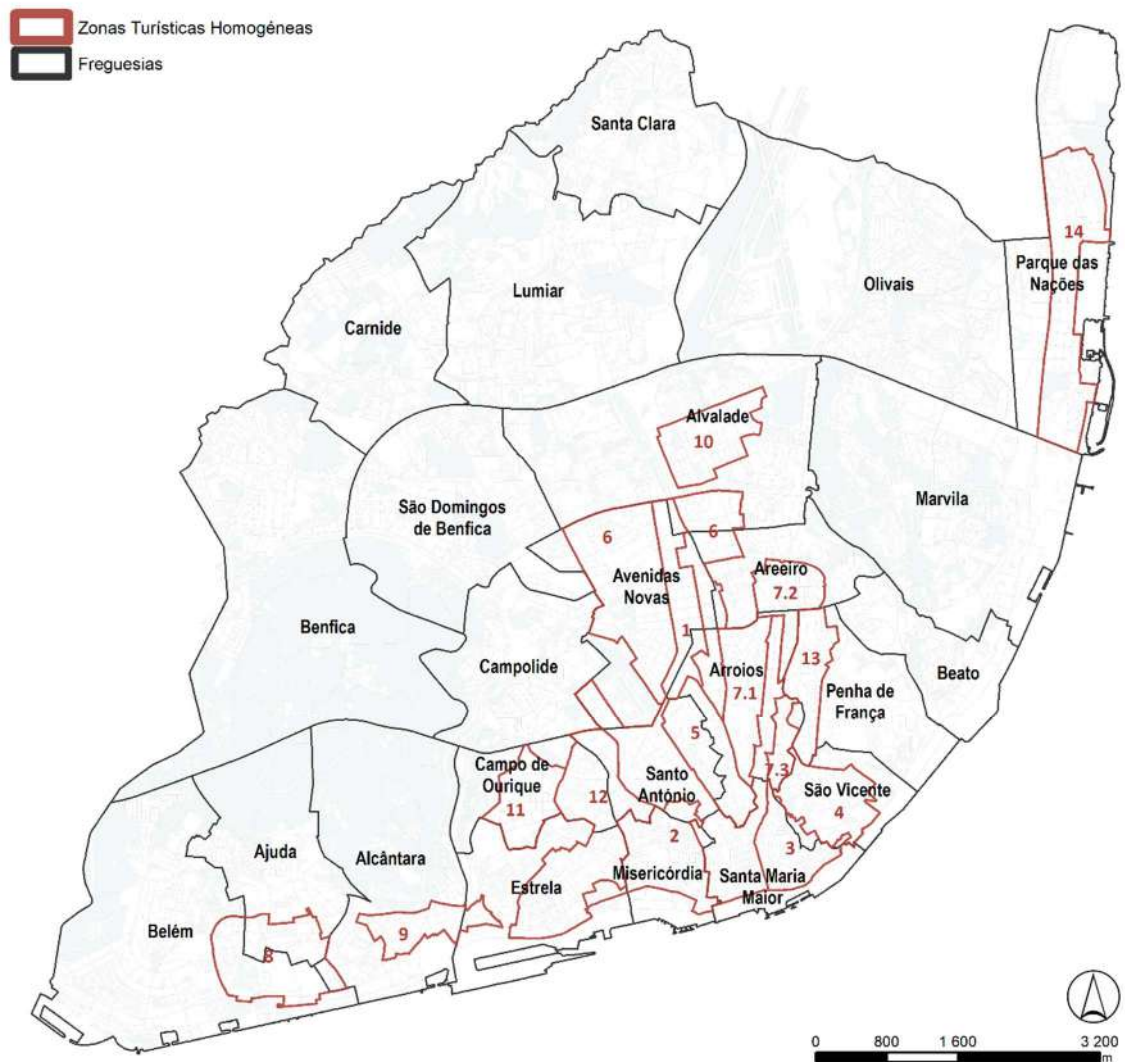 Zonas Turísticas Homogéneas
Freguesias
Santa Clara
14
Parque das
Nações
Olivais
Lumiar
Carnide
Alvalade
10
Marvila
São Domingos
de Benfica
6
6
Avenidas
Novas
Areeiro
7.2
Benfica
1
Campolide
Arroios
7.1
13
Penha de
França
Beato
5
7.3
Campo de
Ourique
11
12
Santo
António
São Vicente
4
2
3
Ajuda
Alcântara
Estrela
Misericórdia
Santa Maria
Maior
Belém
8
9
0 800 1 600 3 200
m